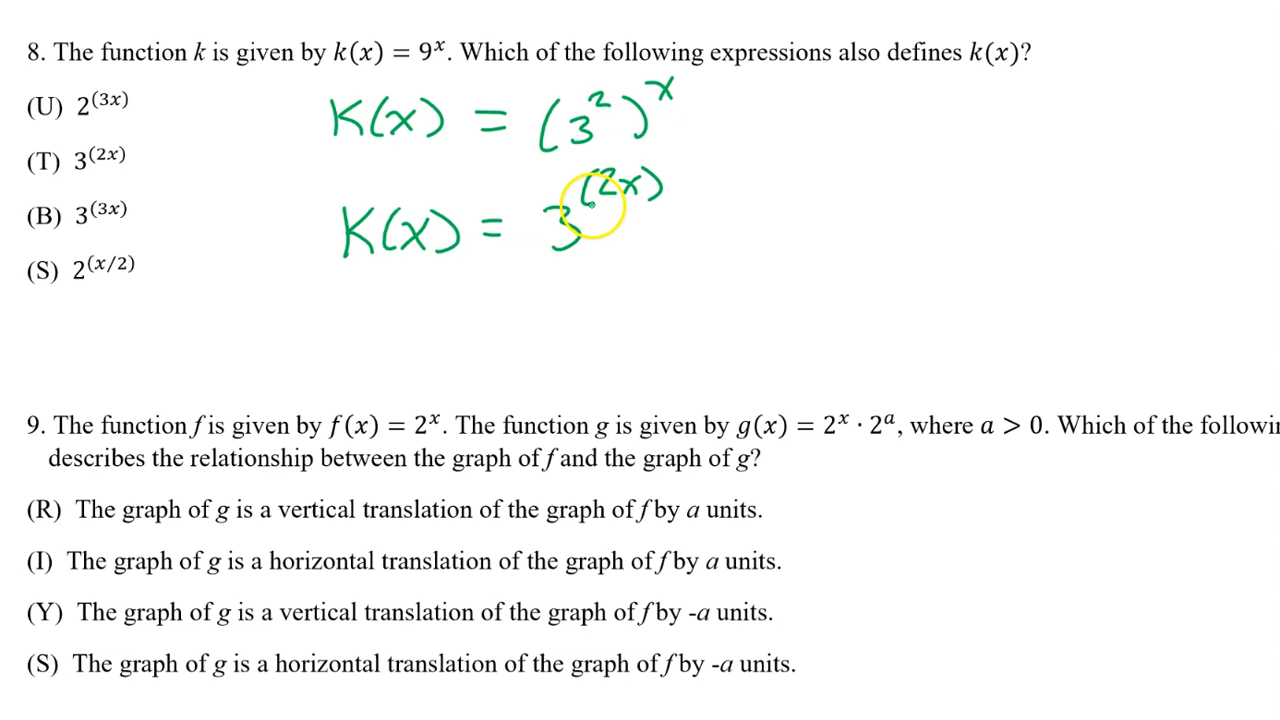 8. The function k is given by k(x) = 9^x. Which of the following expressions also defines k(x)?
(U) 2^(3x)
(T) 3^(2x)
(B) 3^(3x)
(S) 2^(x/2)
K(x) = (3^2)^x
K(x) = 3^(2x)
9. The function f is given by f(x) = 2^x. The function g is given by g(x) = 2^x · 2^a, where a > 0. Which of the followin
describes the relationship between the graph of f and the graph of g?
(R) The graph of g is a vertical translation of the graph of f by a units.
(I) The graph of g is a horizontal translation of the graph of f by a units.
(Y) The graph of g is a vertical translation of the graph of f by -a units.
(S) The graph of g is a horizontal translation of the graph of f by -a units.